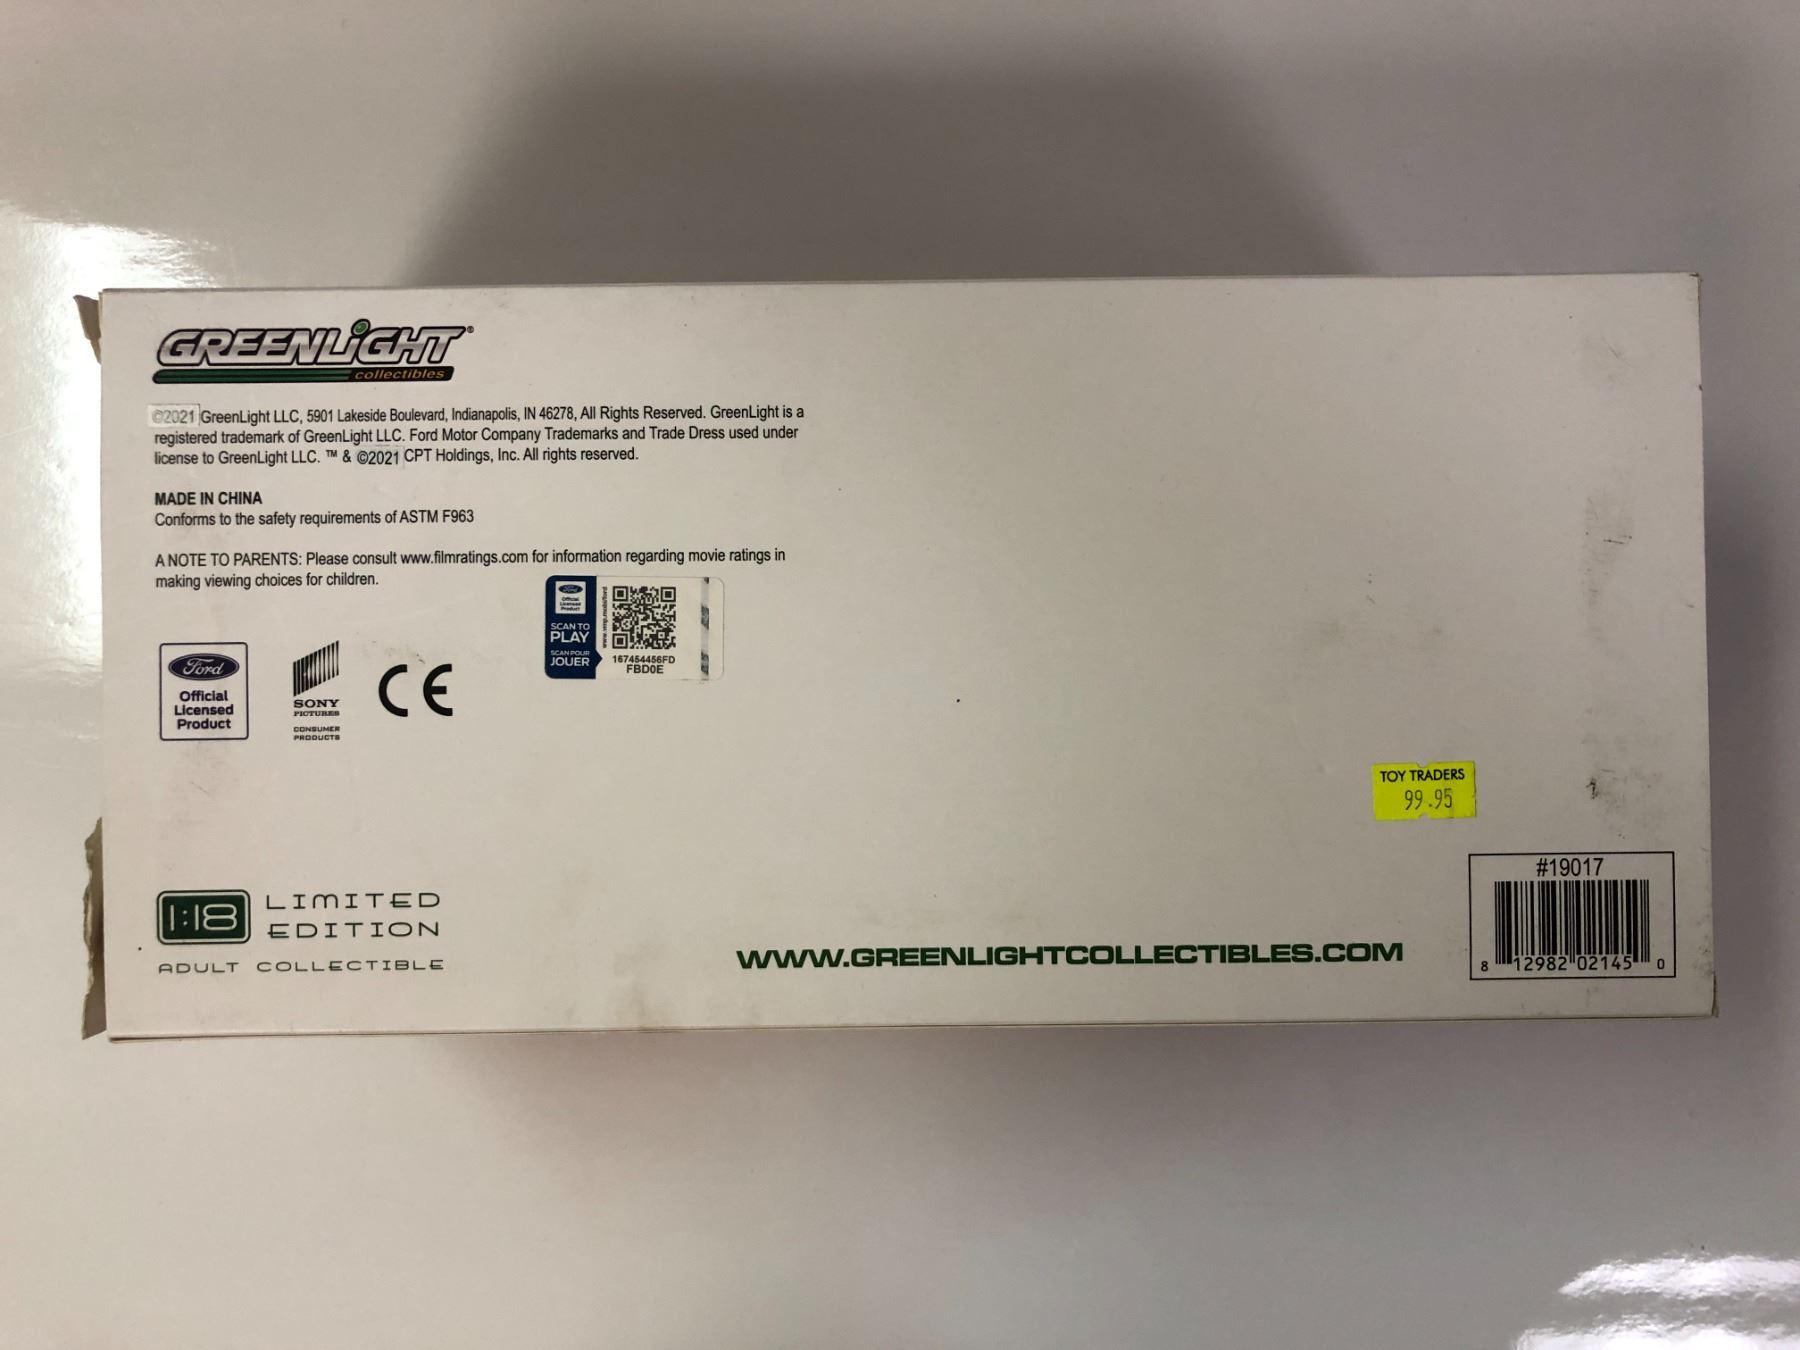 GREENLIGHT®
collectibles
©2021 GreenLight LLC, 5901 Lakeside Boulevard, Indianapolis, IN 46278, All Rights Reserved. GreenLight is a
registered trademark of GreenLight LLC. Ford Motor Company Trademarks and Trade Dress used under
license to GreenLight LLC. ™ & ©2021 CPT Holdings, Inc. All rights reserved.
MADE IN CHINA
Conforms to the safety requirements of ASTM F963
A NOTE TO PARENTS: Please consult www.filmratings.com for information regarding movie ratings in
making viewing choices for children.
Ford
Official
Licensed
Product
SCAN TO
PLAY
SCAN POUR
JOUER
167454456FD
FBD0E
Ford
Official
Licensed
Product
SONY
PICTURES
CONSUMER
PRODUCTS
CE
TOY TRADERS
99.95
#19017
8 12982 02145 0
1:18
LIMITED
EDITION
ADULT COLLECTIBLE
WWW.GREENLIGHTCOLLECTIBLES.COM